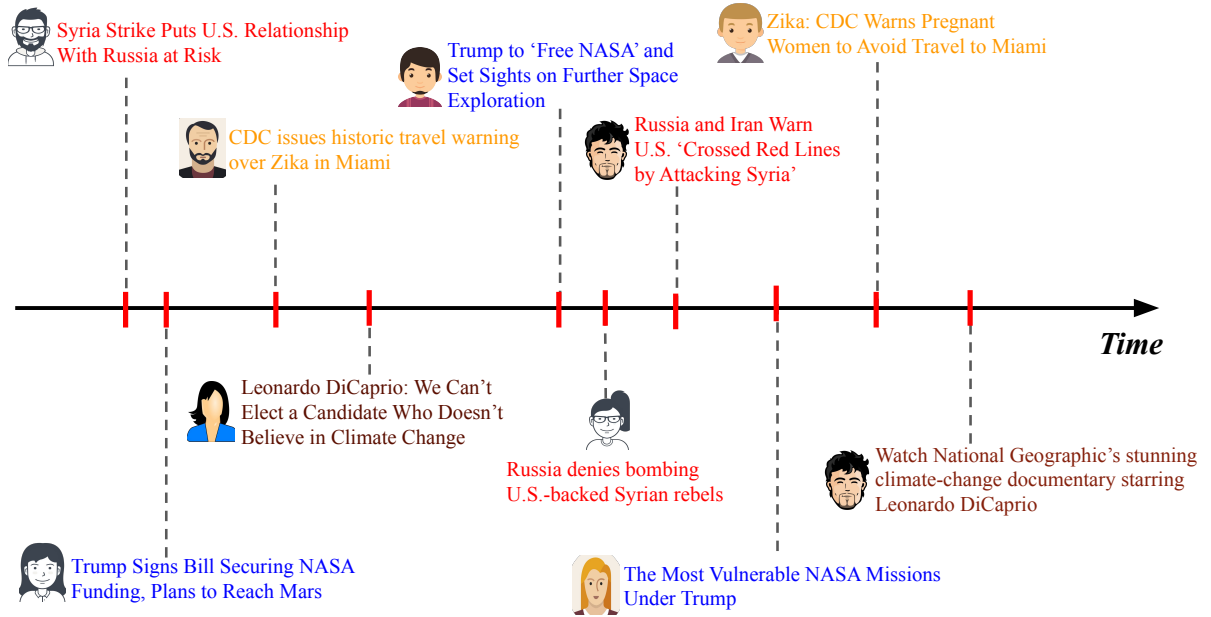 Syria Strike Puts U.S. Relationship
With Russia at Risk
CDC issues historic travel warning
over Zika in Miami
Trump to ‘Free NASA’ and
Set Sights on Further Space
Exploration
Russia and Iran Warn
U.S. ‘Crossed Red Lines
by Attacking Syria’
Zika: CDC Warns Pregnant
Women to Avoid Travel to Miami
Time
Leonardo DiCaprio: We Can’t
Elect a Candidate Who Doesn’t
Believe in Climate Change
Russia denies bombing
U.S.-backed Syrian rebels
Watch National Geographic’s stunning
climate-change documentary starring
Leonardo DiCaprio
Trump Signs Bill Securing NASA
Funding, Plans to Reach Mars
The Most Vulnerable NASA Missions
Under Trump